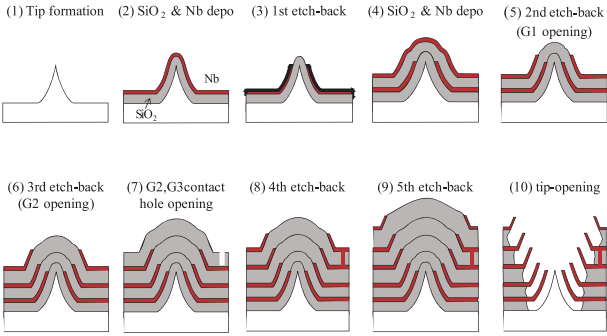 (1) Tip formation
(2) SiO2 & Nb depo
Nb
SiO2
(3) 1st etch-back
(4) SiO2 & Nb depo
(5) 2nd etch-back
(G1 opening)
(6) 3rd etch-back
(G2 opening)
(7) G2,G3contact
hole opening
(8) 4th etch-back
(9) 5th etch-back
(10) tip-opening